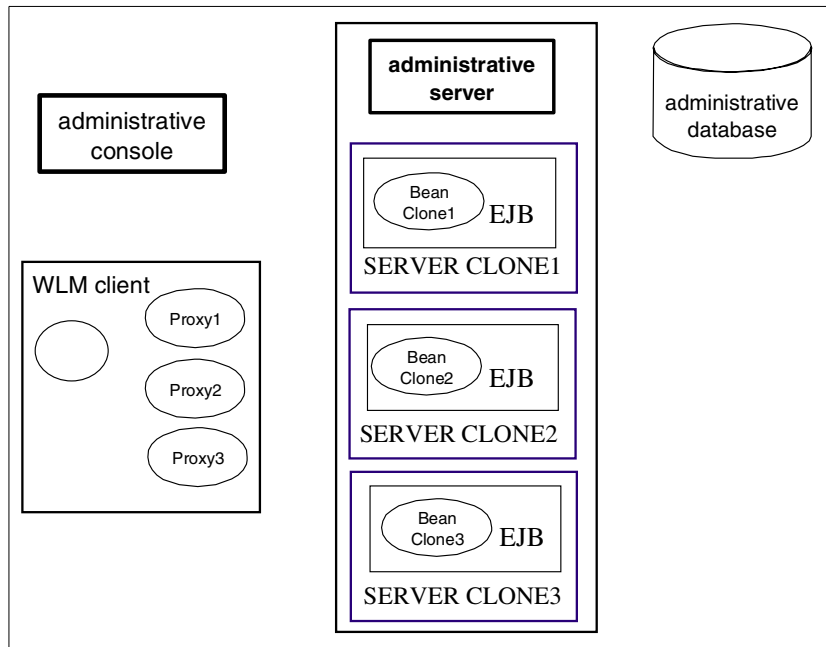 administrative
console
administrative
server
administrative
database
WLM client
Proxy1
Proxy2
Proxy3
Bean
Clone1
EJB
SERVER CLONE1
Bean
Clone2
EJB
SERVER CLONE2
Bean
Clone3
EJB
SERVER CLONE3